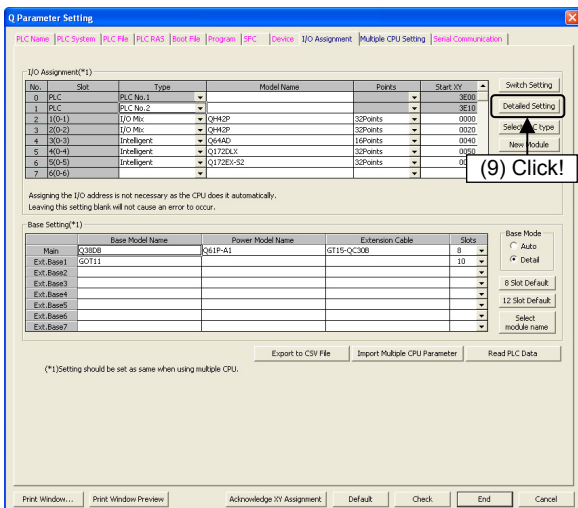 Q Parameter Setting
PLC Name PLC System PLC File PLC RAS Boot File Program SFC Device I/O Assignment Multiple CPU Setting Serial Communication
I/O Assignment(*1)
No. Slot Type Model Name Points Start XY
0 PLC PLC No.1 3E00
1 PLC PLC No.2 3E10
2 1(0-1) I/O Mix QH42P 32Points 0000
3 2(0-2) I/O Mix QH42P 32Points 0020
4 3(0-3) Intelligent Q64AD 16Points 0040
5 4(0-4) Intelligent Q172DLX 32Points 0050
6 5(0-5) Intelligent Q172EX-S2 32Points
7 6(0-6)
Switch Setting
Detailed Setting
New Module
(9) Click!
Assigning the I/O address is not necessary as the CPU does it automatically.
Leaving this setting blank will not cause an error to occur.
Base Setting(*1)
Base Model Name Power Model Name Extension Cable Slots
Main Q38DB Q61P-A1 GT15-QC30B 8
Ext.Base1 GOT11 10
Ext.Base2
Ext.Base3
Ext.Base4
Ext.Base5
Ext.Base6
Ext.Base7
Base Mode
Auto
Detail
8 Slot Default
12 Slot Default
Select
module name
Export to CSV File Import Multiple CPU Parameter Read PLC Data
(*1)Setting should be set as same when using multiple CPU.
Print Window... Print Window Preview Acknowledge XY Assignment Default Check End Cancel